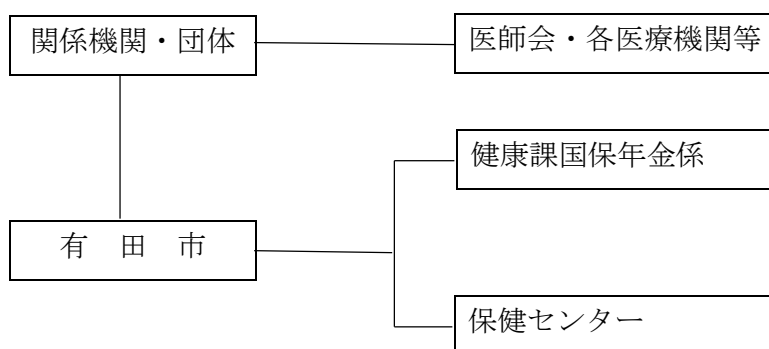 関係機関・団体
医師会・各医療機関等
健康課国保年金係
有　田　市
保健センター